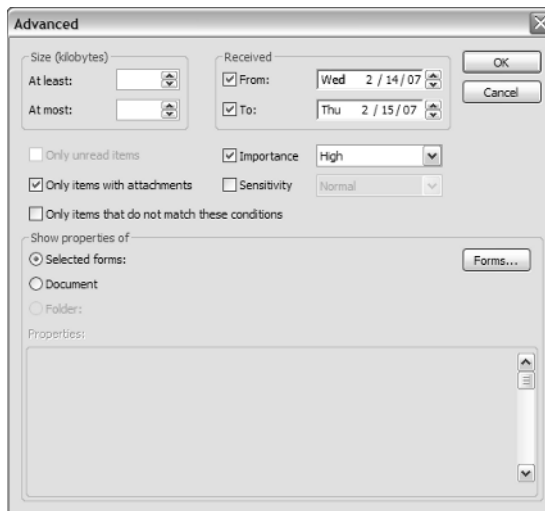 Advanced
Size (kilobytes)
At least:
At most:
Received
From: Wed 2 / 14 / 07
To: Thu 2 / 15 / 07
OK
Cancel
Only unread items
Importance High
Only items with attachments
Sensitivity Normal
Only items that do not match these conditions
Show properties of
Selected forms:
Forms...
Document
Folder:
Properties: